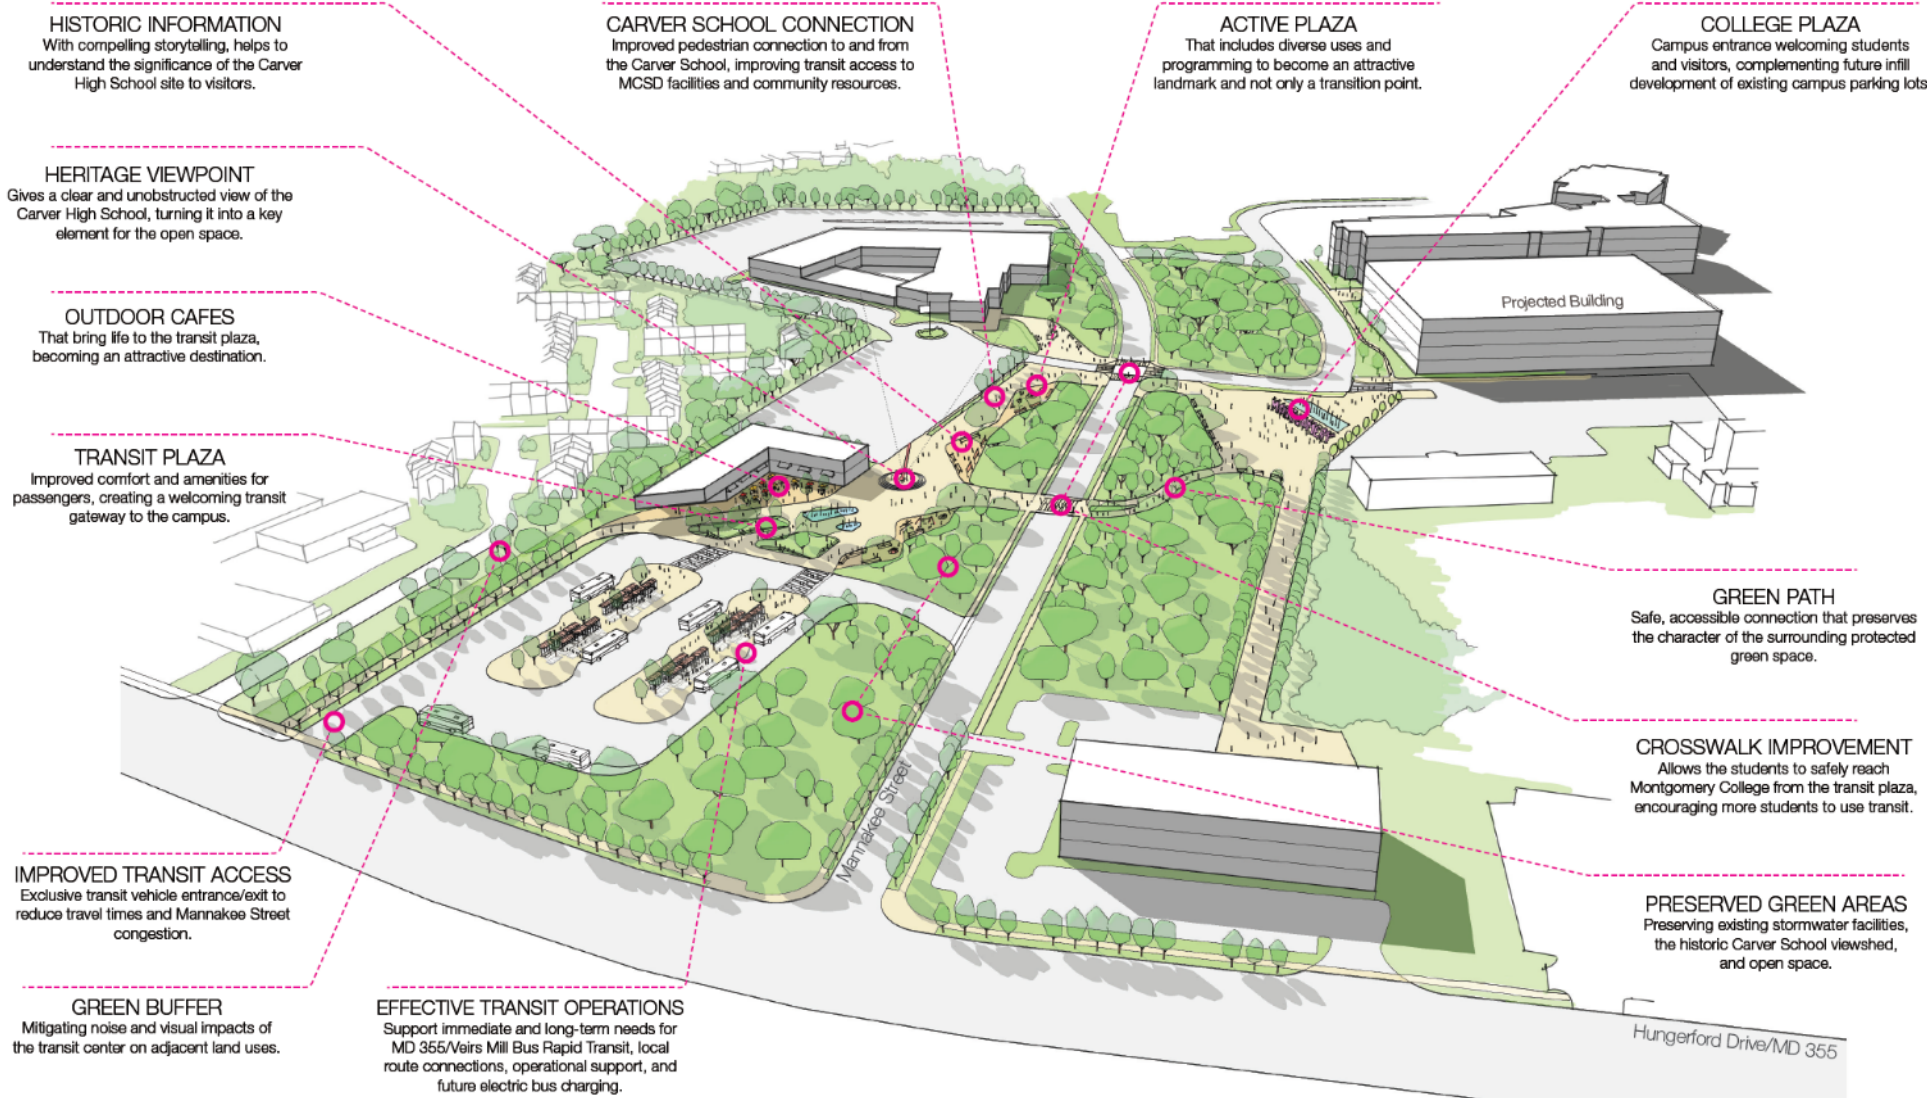 HISTORIC INFORMATION
With compelling storytelling, helps to
understand the significance of the Carver
High School site to visitors.
CARVER SCHOOL CONNECTION
Improved pedestrian connection to and from
the Carver School, improving transit access to
MCSD facilities and community resources.
ACTIVE PLAZA
That includes diverse uses and
programming to become an attractive
landmark and not only a transition point.
COLLEGE PLAZA
Campus entrance welcoming students
and visitors, complementing future infill
development of existing campus parking lots
HERITAGE VIEWPOINT
Gives a clear and unobstructed view of the
Carver High School, turning it into a key
element for the open space.
OUTDOOR CAFES
That bring life to the transit plaza,
becoming an attractive destination.
Projected Building
TRANSIT PLAZA
Improved comfort and amenities for
passengers, creating a welcoming transit
gateway to the campus.
GREEN PATH
Safe, accessible connection that preserves
the character of the surrounding protected
green space.
CROSSWALK IMPROVEMENT
Allows the students to safely reach
Montgomery College from the transit plaza,
encouraging more students to use transit.
Mannakee Street
IMPROVED TRANSIT ACCESS
Exclusive transit vehicle entrance/exit to
reduce travel times and Mannakee Street
congestion.
PRESERVED GREEN AREAS
Preserving existing stormwater facilities,
the historic Carver School viewshed,
and open space.
GREEN BUFFER
Mitigating noise and visual impacts of
the transit center on adjacent land uses.
EFFECTIVE TRANSIT OPERATIONS
Support immediate and long-term needs for
MD 355/Veirs Mill Bus Rapid Transit, local
route connections, operational support, and
future electric bus charging.
Hungerford Drive/MD 355